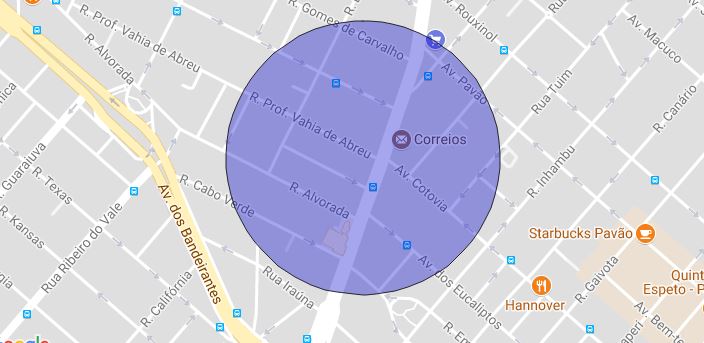 R. Prof. Vahia de Abreu
R. Gomes de Carvalho
Av. Rouxinol
Av. Macuco
R. Alvorada
Av. Pavão
Rua Tuim
R. Canário
R. Prof. Vahia de Abreu
Correios
R. Guaraiuva
R. Texas
R. Cabo Verde
R. Alvorada
Av. Cotovia
R. Inhambu
R. Kansas
Rua Ribeiro do Vale
Av. dos Bandeirantes
Starbucks Pavão
R. Califórnia
Rua Irauna
Av. dos Eucaliptos
Hannover
R. Gaivota
Quint
Espeto - P
Av. Bem-te